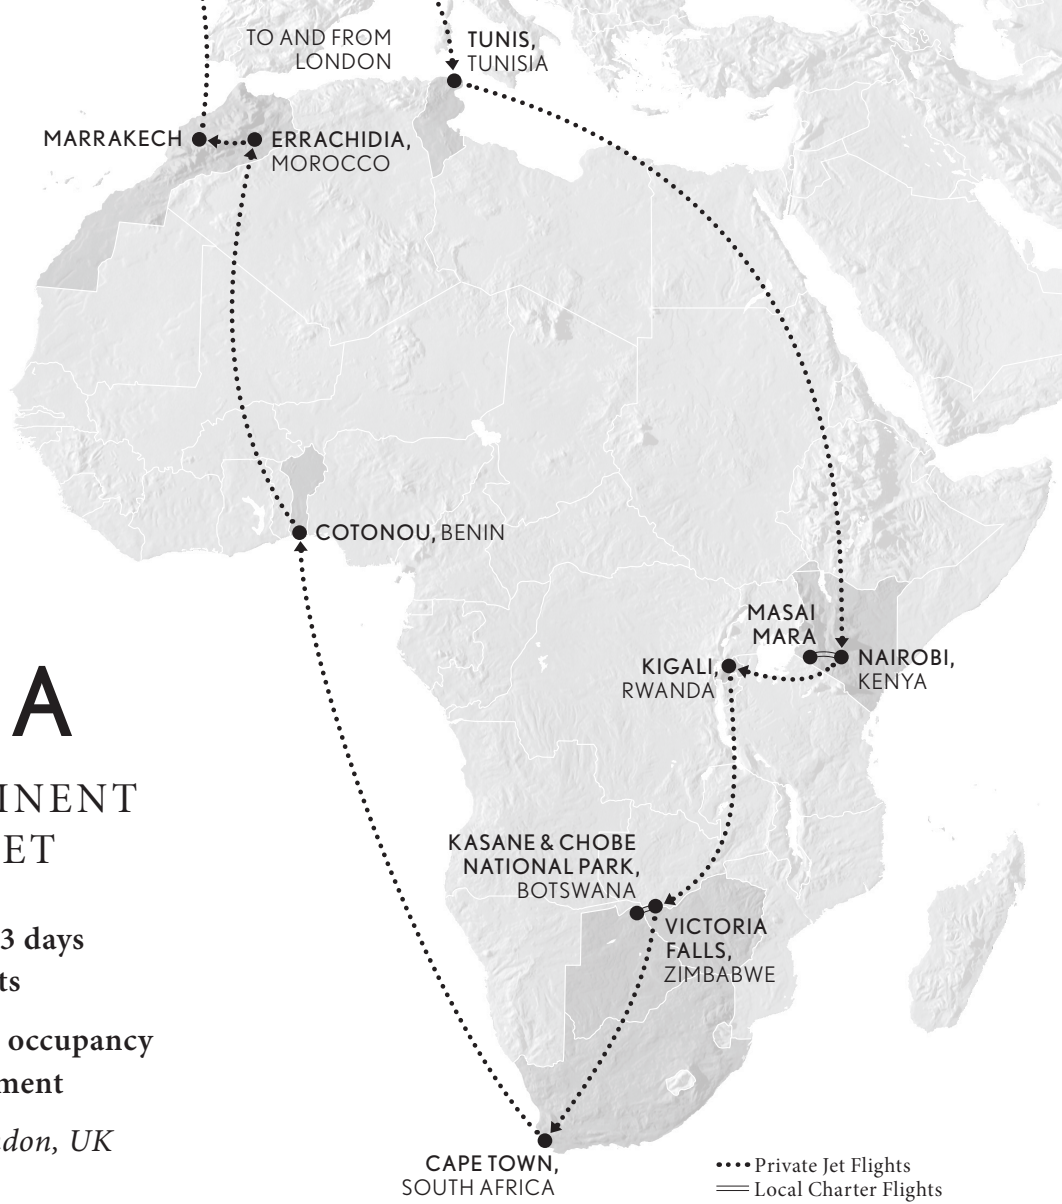 TO AND FROM
LONDON
TUNIS,
TUNISIA
MARRAKECH
ERRACHIDIA,
MOROCCO
COTONOU, BENIN
MASAI
MARA
NAIROBI,
KENYA
KIGALI,
RWANDA
A
INENT
ET
KASANE & CHOBE
NATIONAL PARK,
BOTSWANA
VICTORIA
FALLS,
ZIMBABWE
3 days
ts
occupancy
ment
ndon, UK
CAPE TOWN,
SOUTH AFRICA
Private Jet Flights
Local Charter Flights